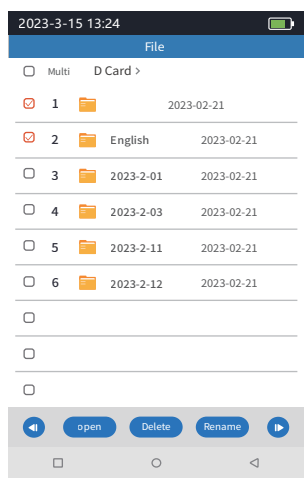 2023-3-15 13:24
File
Multi D Card >
1 2023-02-21
2 English 2023-02-21
3 2023-2-01 2023-02-21
4 2023-2-03 2023-02-21
5 2023-2-11 2023-02-21
6 2023-2-12 2023-02-21
open Delete Rename